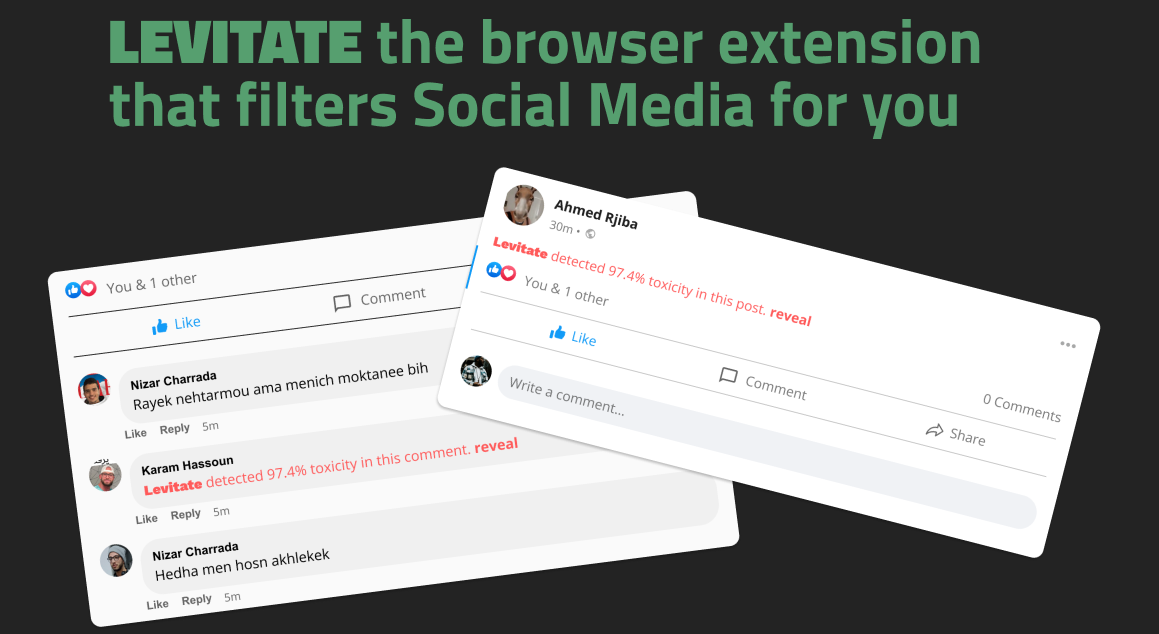 LEVITATE the browser extension
that filters Social Media for you
You & 1 other
Like
Comment
Nizar Charrada
Rayek nehtarmou ama menich moktanee bih
Like Reply 5m
Karam Hassoun
Levitate detected 97.4% toxicity in this comment. reveal
Like Reply 5m
Nizar Charrada
Hedha men hosn akhlekek
Like Reply 5m
Ahmed Rjiba
30m •
Levitate detected 97.4% toxicity in this post. reveal
You & 1 other
0 Comments
Like
Comment
Share
Write a comment...